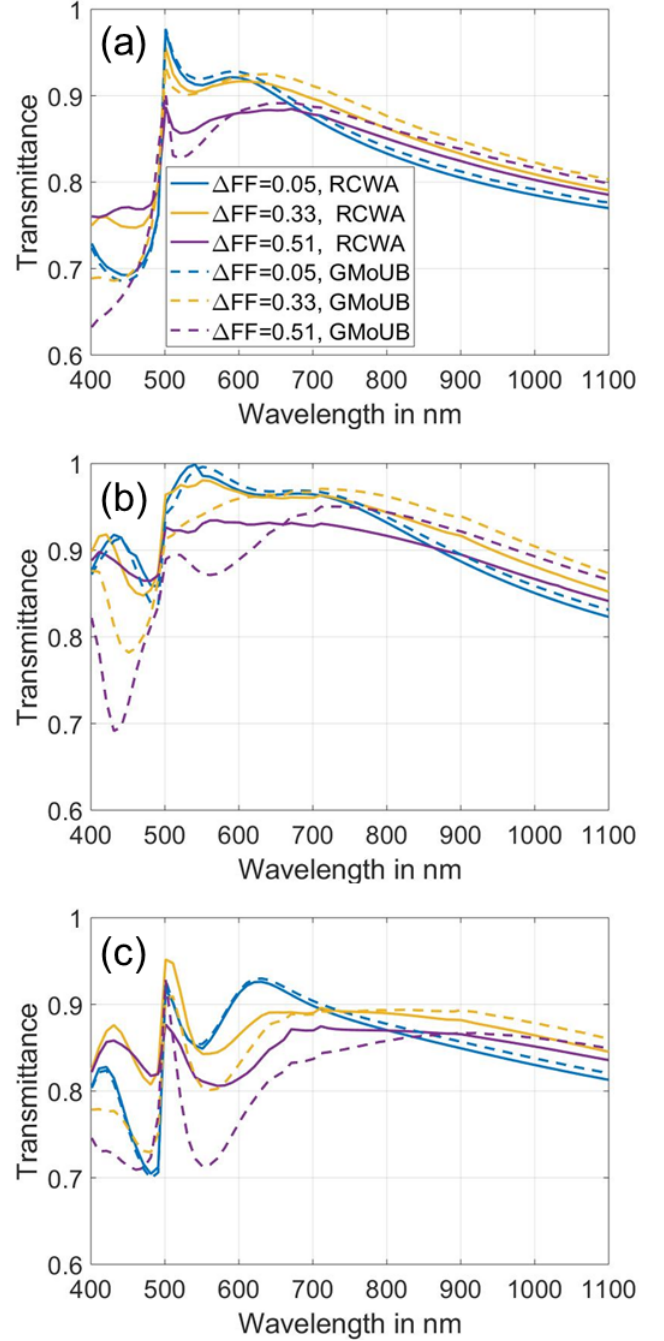 (a)
1
0.9
0.8
0.7
0.6
Transmittance
ΔFF=0.05, RCWA
ΔFF=0.33, RCWA
ΔFF=0.51, RCWA
ΔFF=0.05, GMoUB
ΔFF=0.33, GMoUB
ΔFF=0.51, GMoUB
400 500 600 700 800 900 1000 1100
Wavelength in nm
(b)
1
0.9
0.8
0.7
0.6
Transmittance
400 500 600 700 800 900 1000 1100
Wavelength in nm
(c)
1
0.9
0.8
0.7
0.6
Transmittance
400 500 600 700 800 900 1000 1100
Wavelength in nm